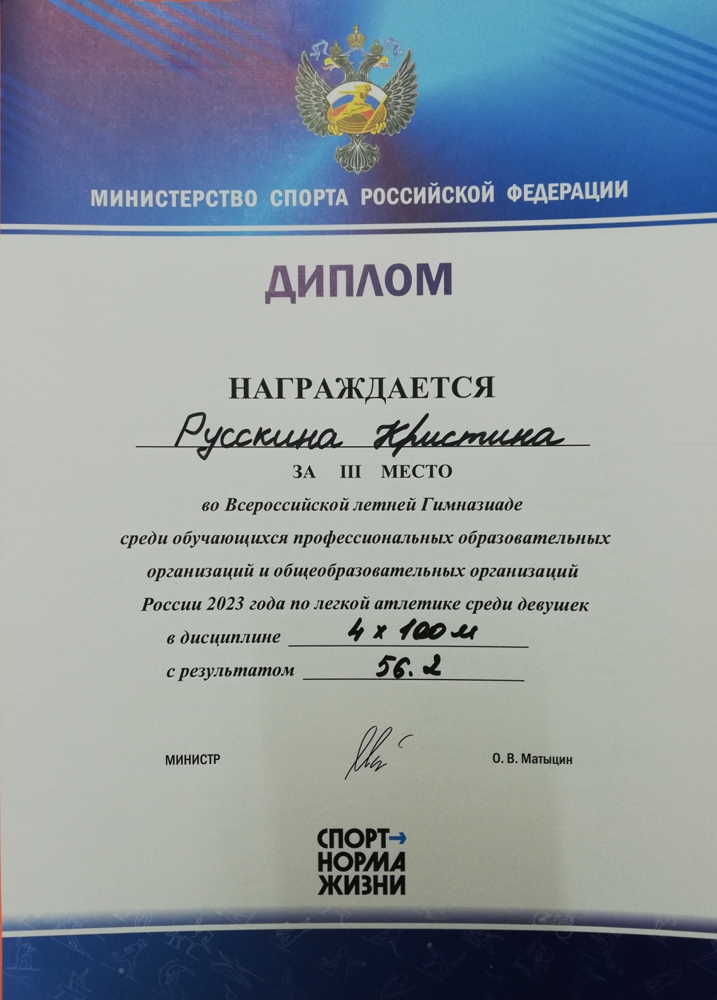 МИНИСТЕРСТВО СПОРТА РОССИЙСКОЙ ФЕДЕРАЦИИ
ДИПЛОМ
НАГРАЖДАЕТСЯ
Русскина Кристина
ЗА III МЕСТО
во Всероссийской летней Гимназиаде
среди обучающихся профессиональных образовательных
организаций и общеобразовательных организаций
России 2023 года по легкой атлетике среди девушек
в дисциплине 4 х 100 м
с результатом 56.2
МИНИСТР О. В. Матыцин
СПОРТ→
НОРМА
ЖИЗНИ